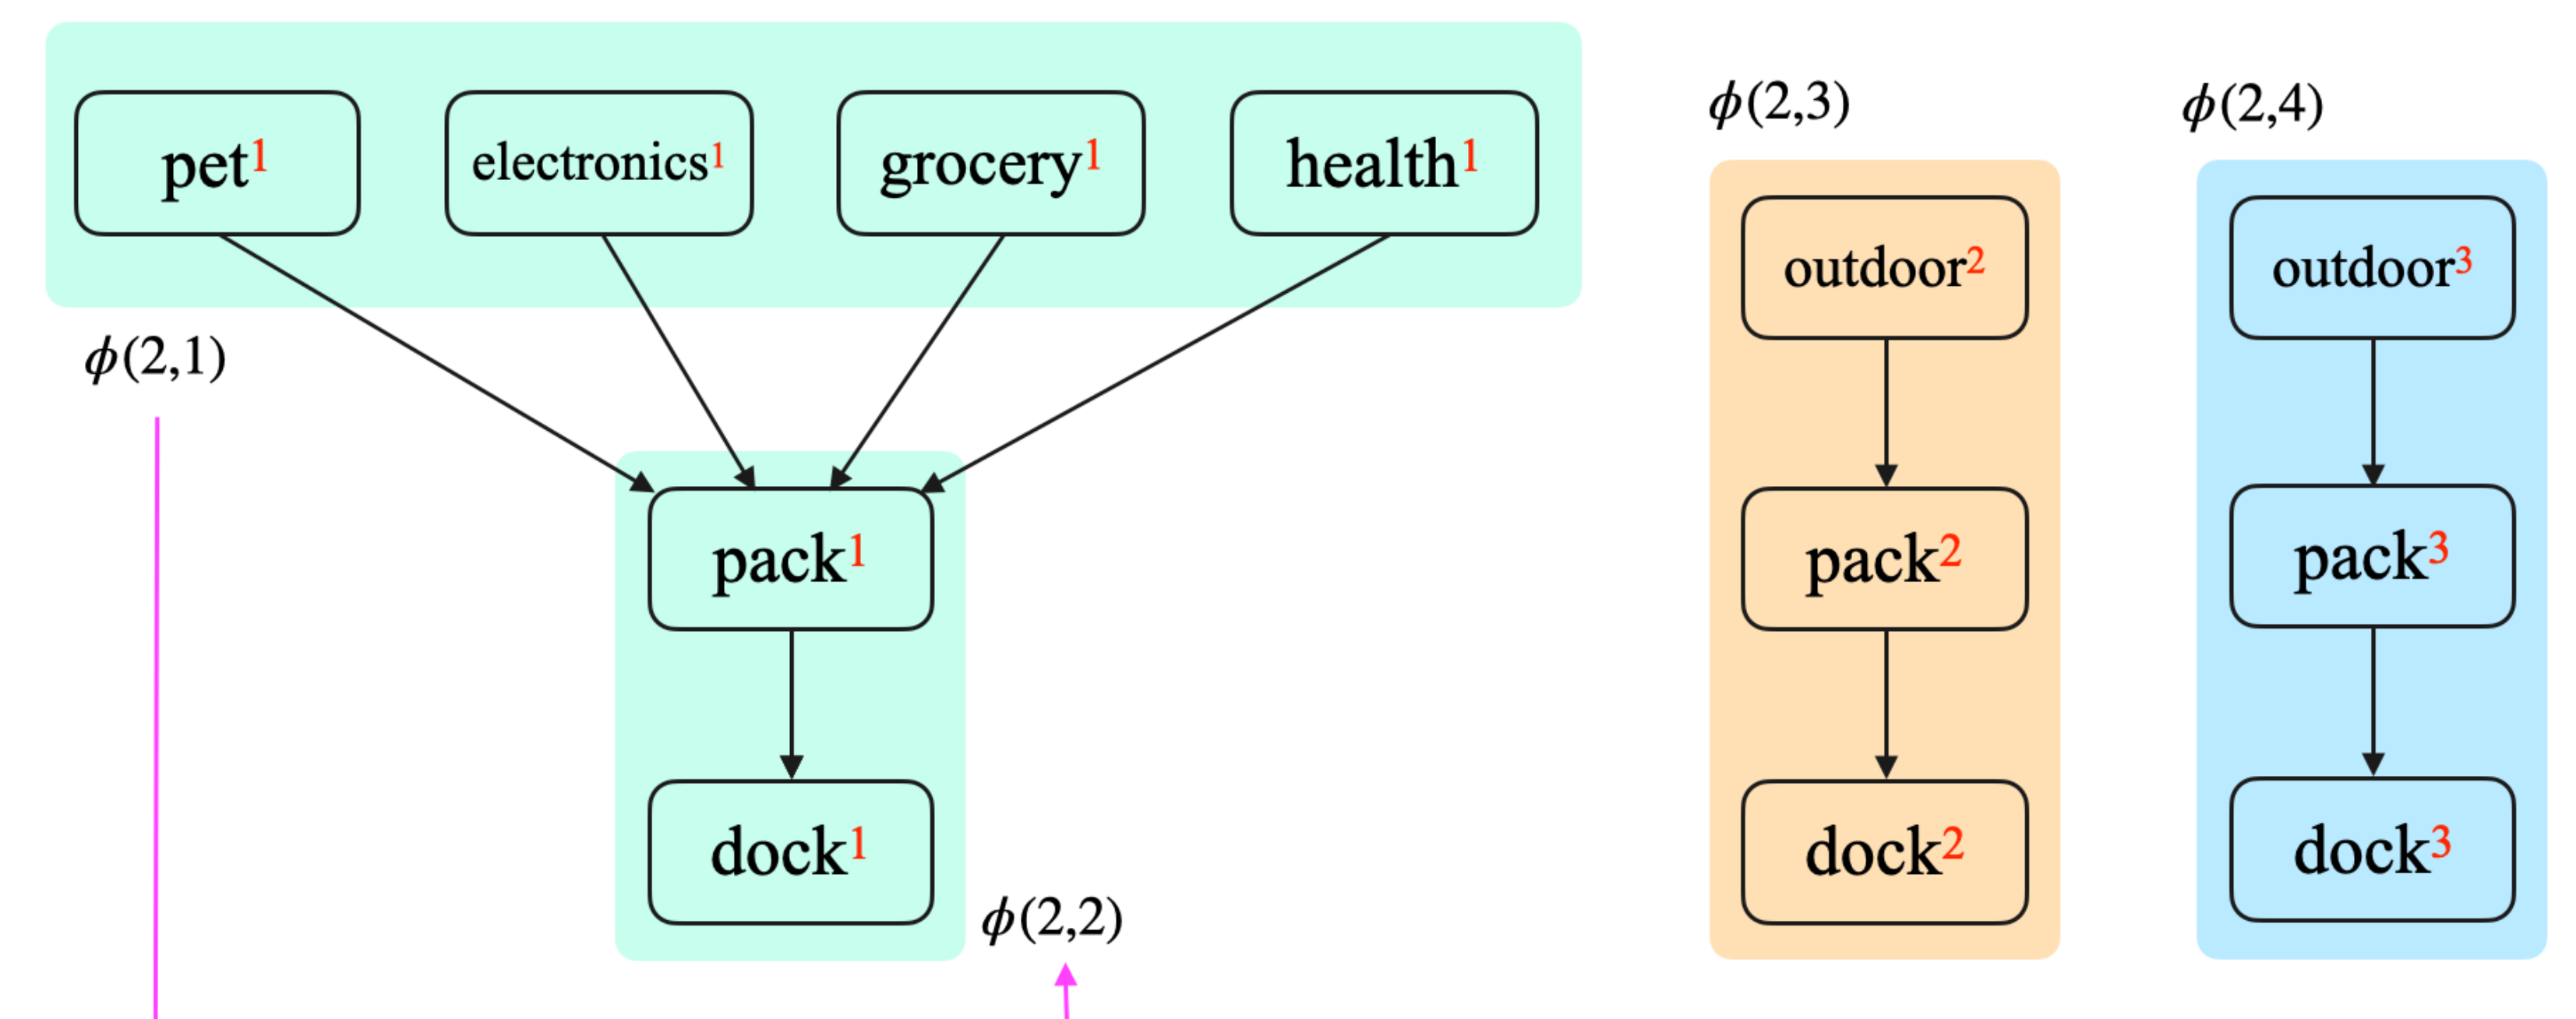 pet¹
electronics¹
grocery¹
health¹
ϕ(2,1)
pack¹
dock¹
ϕ(2,2)
ϕ(2,3)
outdoor²
pack²
dock²
ϕ(2,4)
outdoor³
pack³
dock³